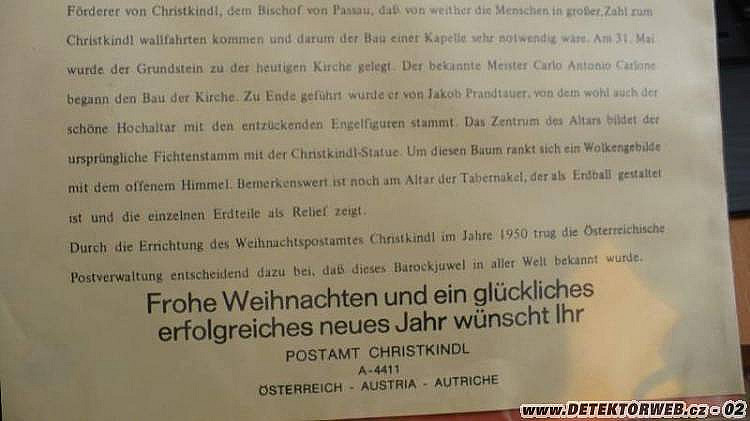 Förderer von Christkindl, dem Bischof von Passau, daß von weither die Menschen in großer Zahl zum
Christkindl wallfahrten kommen und darum der Bau einer Kapelle sehr notwendig wäre. Am 31. Mai
wurde der Grundstein zu der heutigen Kirche gelegt. Der bekannte Meister Carlo Antonio Carlone
begann den Bau der Kirche. Zu Ende geführt wurde er von Jakob Prandtauer, von dem wohl auch der
schöne Hochaltar mit den entzückenden Engelfiguren stammt. Das Zentrum des Altars bildet der
ursprüngliche Fichtenstamm mit der Christkindl-Statue. Um diesen Baum rankt sich ein Wolkengebilde
mit dem offenem Himmel. Bemerkenswert ist noch am Altar der Tabernakel, der als Erdball gestaltet
ist und die einzelnen Erdteile als Relief zeigt.
Durch die Errichtung des Weihnachtspostamtes Christkindl im Jahre 1950 trug die Österreichische
Postverwaltung entscheidend dazu bei, daß dieses Barockjuwel in aller Welt bekannt wurde.
Frohe Weihnachten und ein glückliches
erfolgreiches neues Jahr wünscht Ihr
POSTAMT CHRISTKINDL
A-4411
ÖSTERREICH - AUSTRIA - AUTRICHE
www.DETEKTORWEB.cz - 02